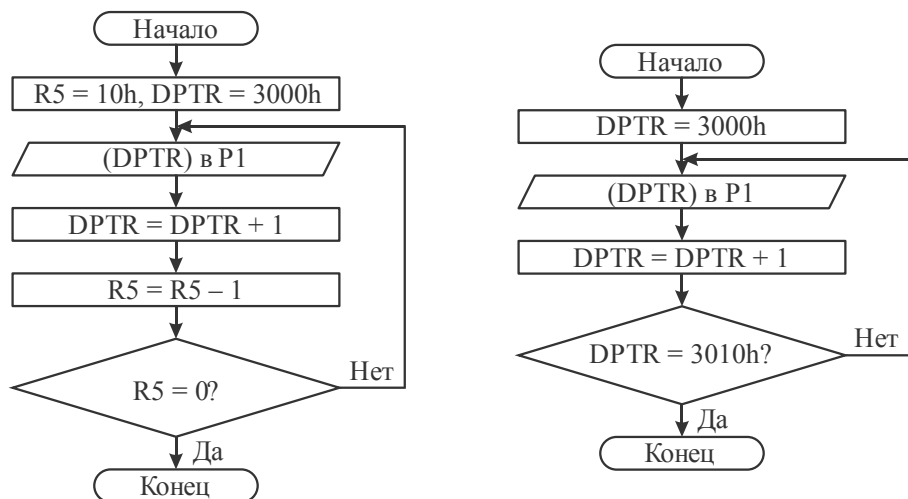 Начало
R5 = 10h, DPTR = 3000h
(DPTR) в P1
DPTR = DPTR + 1
R5 = R5 – 1
R5 = 0?
Нет
Да
Конец
Начало
DPTR = 3000h
(DPTR) в P1
DPTR = DPTR + 1
DPTR = 3010h?
Нет
Да
Конец